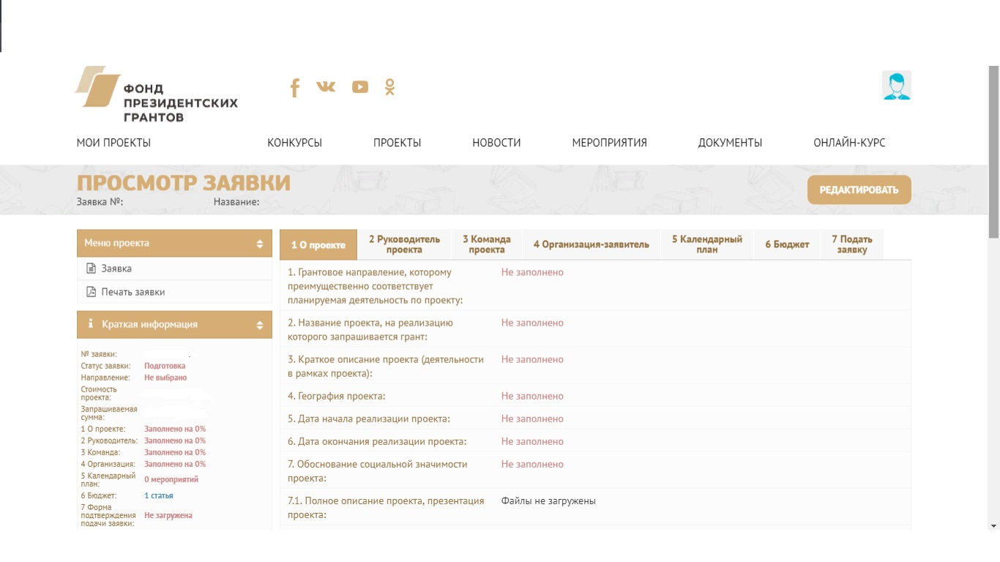 ФОНД
ПРЕЗИДЕНТСКИХ
ГРАНТОВ
МОИ ПРОЕКТЫ
КОНКУРСЫ
ПРОЕКТЫ
НОВОСТИ
МЕРОПРИЯТИЯ
ДОКУМЕНТЫ
ОНЛАЙН-КУРС
ПРОСМОТР ЗАЯВКИ
Заявка №:
Название:
РЕДАКТИРОВАТЬ
Меню проекта
Заявка
Печать заявки
Краткая информация
№ заявки:
Статус заявки: Подготовка
Направление: Не выбрано
Стоимость
проекта:
Запрашиваемая
сумма:
1 О проекте: Заполнено на 0%
2 Руководитель: Заполнено на 0%
3 Команда: Заполнено на 0%
4 Организация: Заполнено на 0%
5 Календарный
план:
0 мероприятий
6 Бюджет: 1 статья
7 Форма
подтверждения
подачи заявки:
Не загружена
1 О проекте
2 Руководитель
проекта
3 Команда
проекта
4 Организация-заявитель
5 Календарный
план
6 Бюджет
7 Подать
заявку
1. Грантовое направление, которому
преимущественно соответствует
планируемая деятельность по проекту:
Не заполнено
2. Название проекта, на реализацию
которого запрашивается грант:
Не заполнено
3. Краткое описание проекта (деятельности
в рамках проекта):
Не заполнено
4. География проекта:
Не заполнено
5. Дата начала реализации проекта:
Не заполнено
6. Дата окончания реализации проекта:
Не заполнено
7. Обоснование социальной значимости
проекта:
Не заполнено
7.1. Полное описание проекта, презентация
проекта:
Файлы не загружены